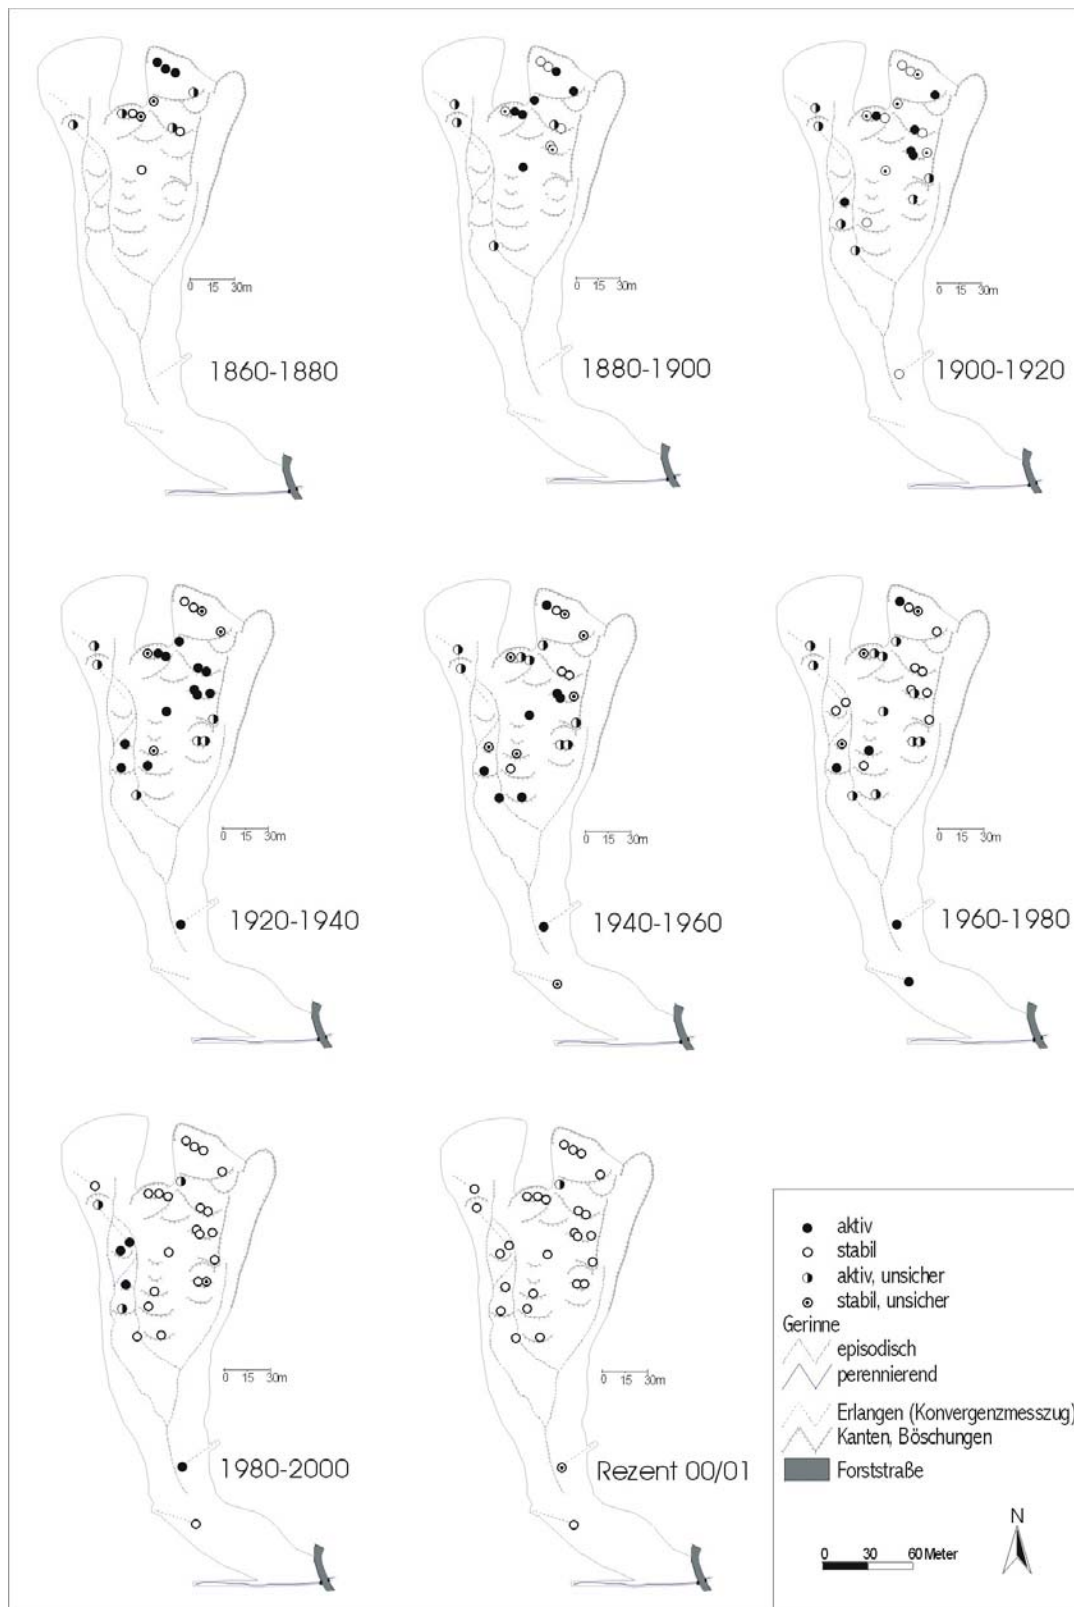 0 15 30m
0 15 30m
0 15 30m
1860-1880
1880-1900
1900-1920
0 15 30m
0 15 30m
0 15 30m
1920-1940
1940-1960
1960-1980
0 15 30m
0 15 30m
1980-2000
Rezent 00/01
aktiv
stabil
aktiv, unsicher
stabil, unsicher
Gerinne
episodisch
perennierend
Erlangen (Konvergenzmesszug)
Kanten, Böschungen
Forststraße
N
0 30 60 Meter